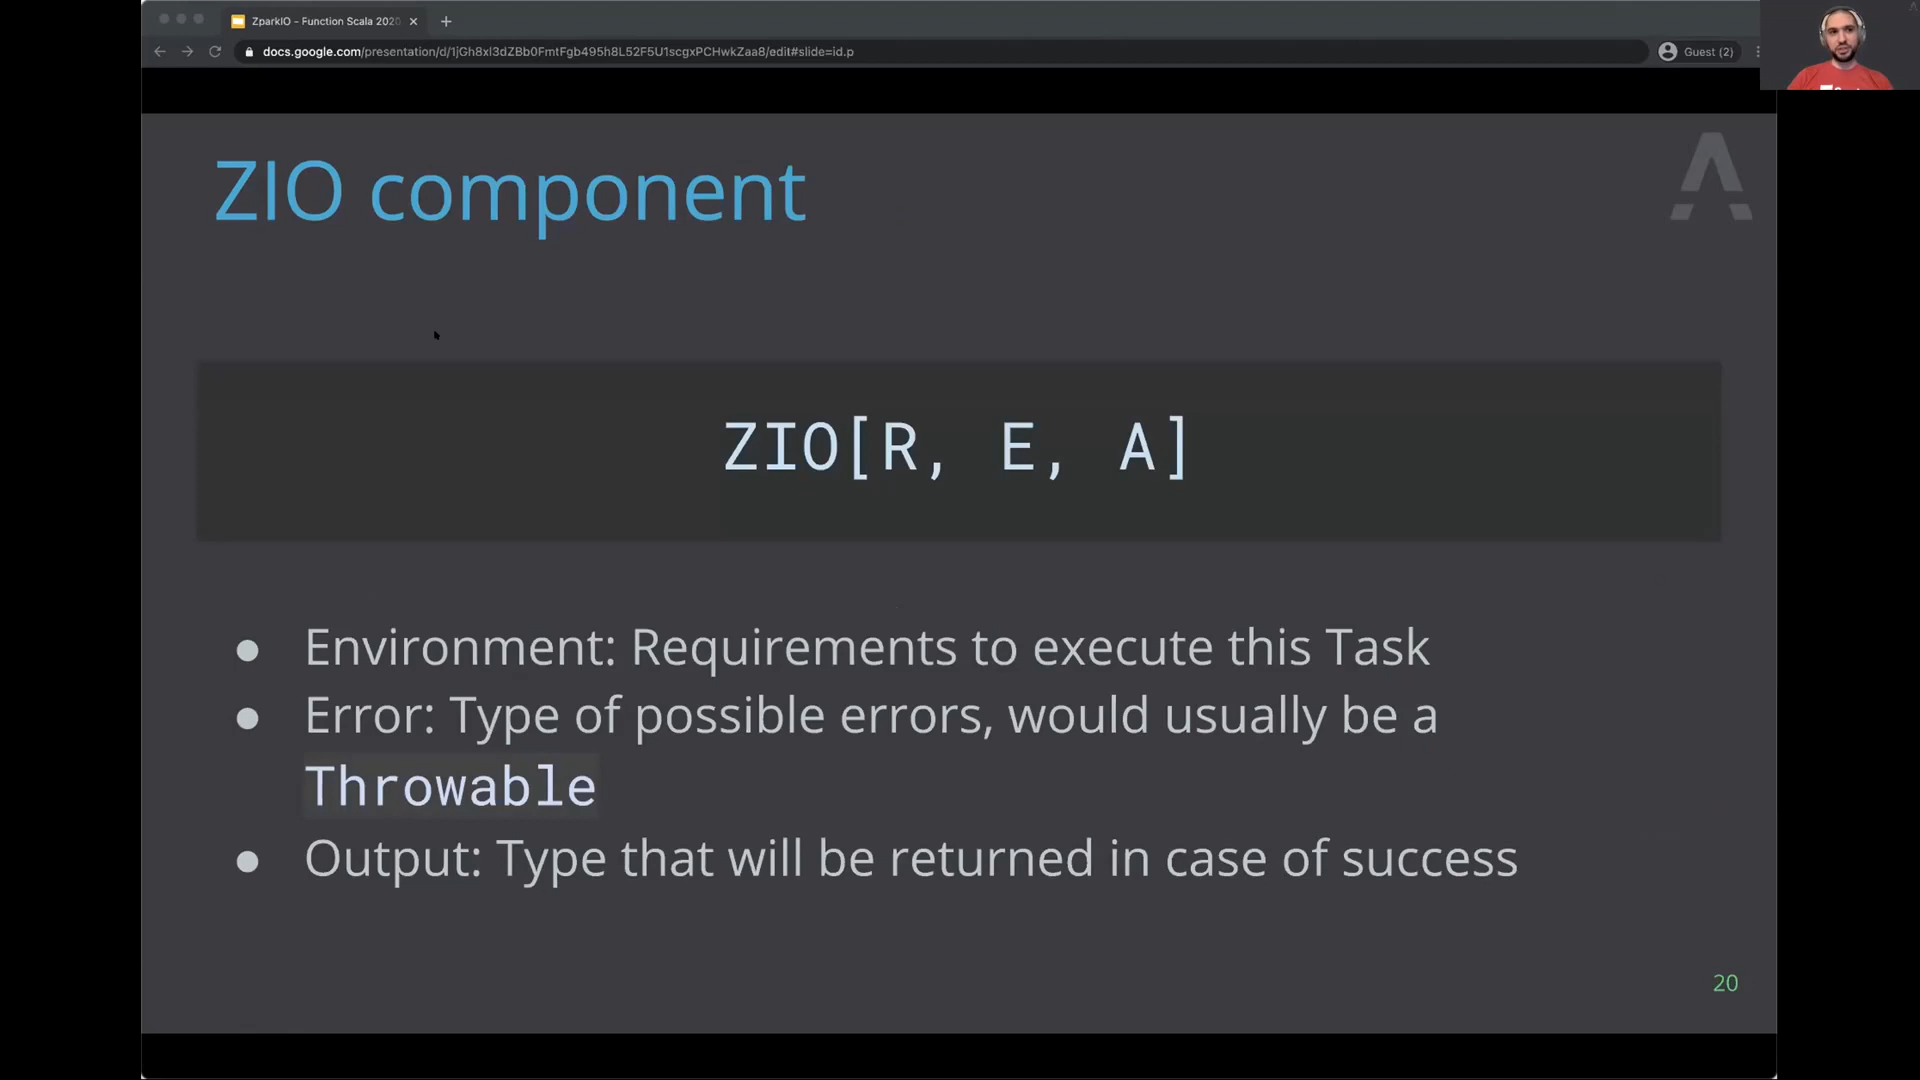 ZparkIO - Function Scala 2020
docs.google.com/presentation/d/1jGh8xl3dZBb0FmtFgb495h8L52F5U1scgxPCHwkZaa8/edit#slide=id.p
Guest (2)
ZIO component
ZIO[R, E, A]
● Environment: Requirements to execute this Task
● Error: Type of possible errors, would usually be a
Throwable
● Output: Type that will be returned in case of success
20